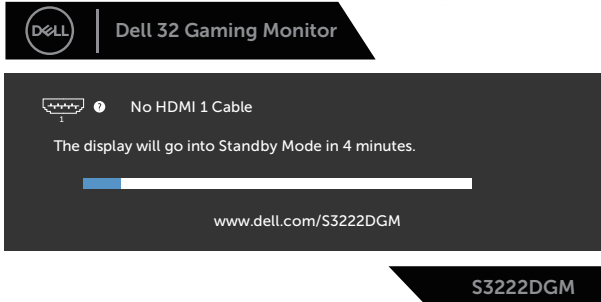 DELL
Dell 32 Gaming Monitor
? No HDMI 1 Cable
1
The display will go into Standby Mode in 4 minutes.
www.dell.com/S3222DGM
S3222DGM